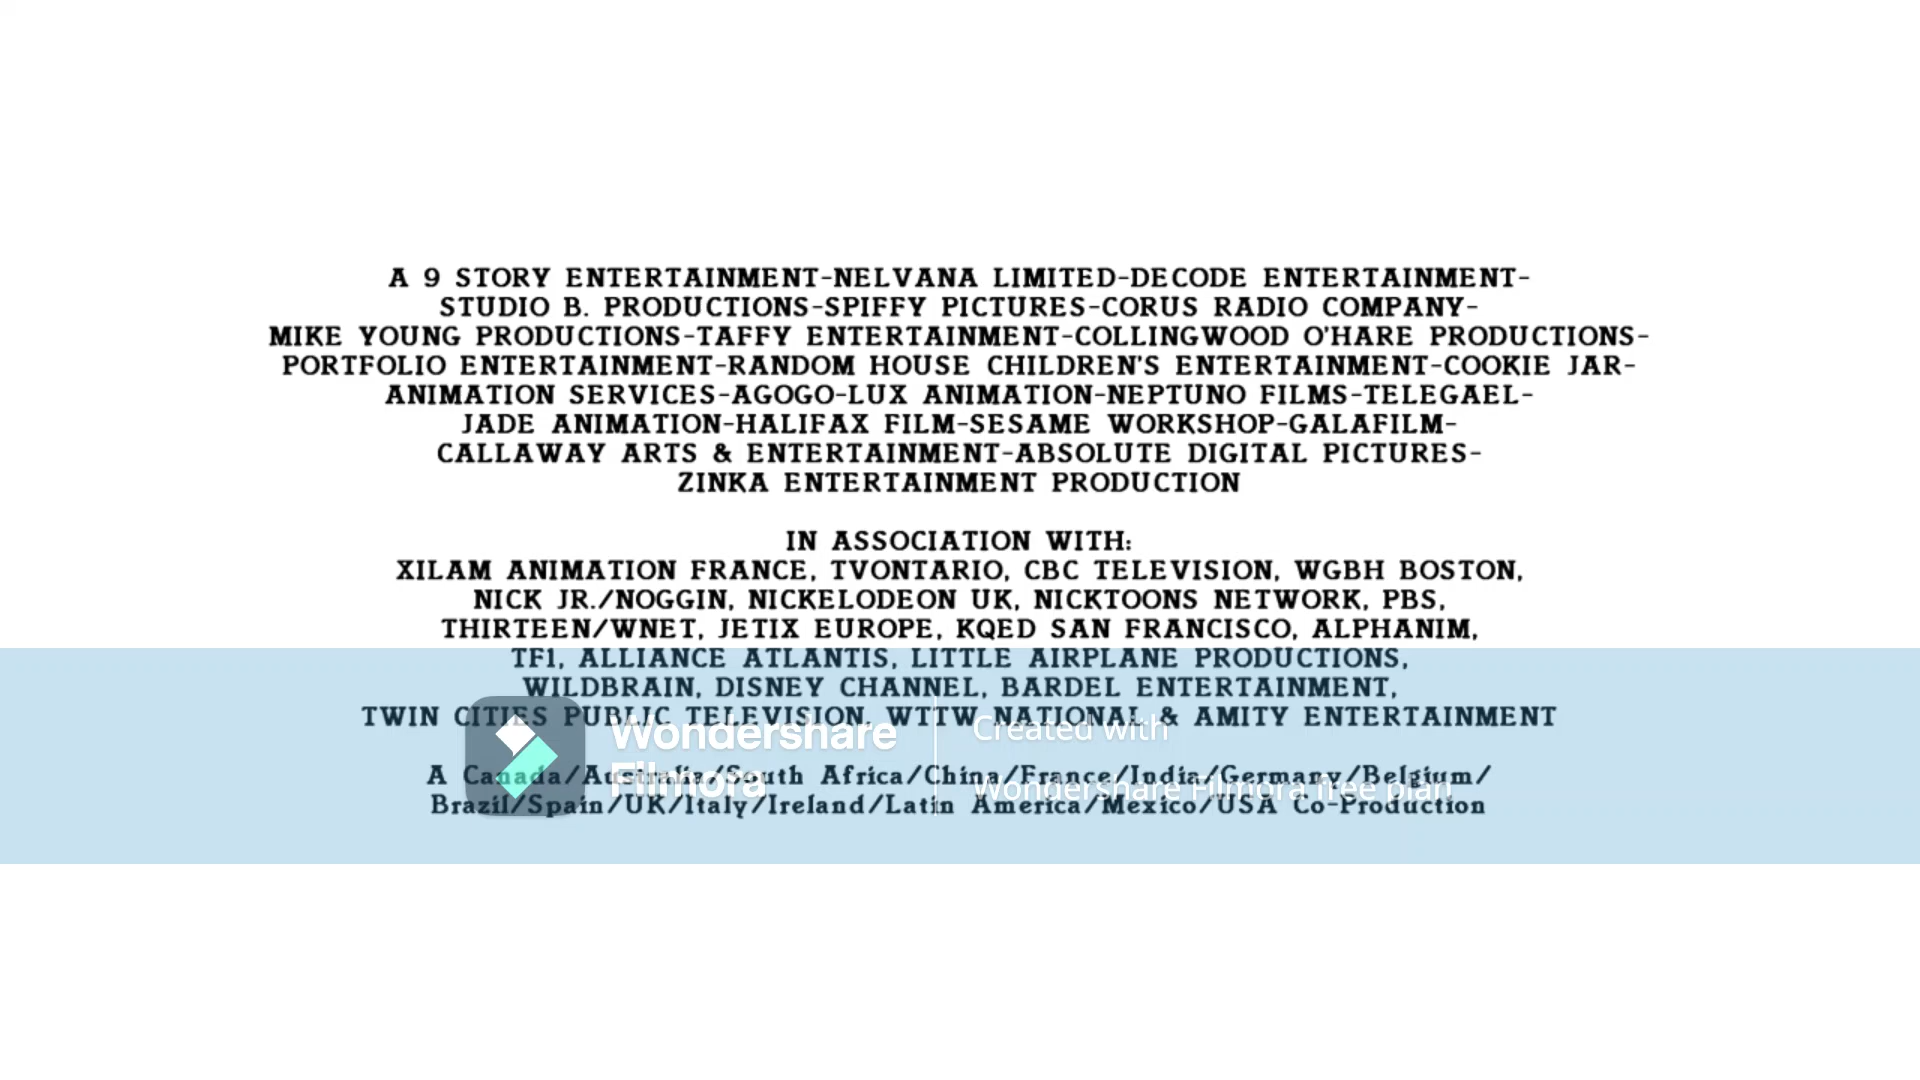 A 9 STORY ENTERTAINMENT-NELVANA LIMITED-DECODE ENTERTAINMENT-
STUDIO B. PRODUCTIONS-SPIFFY PICTURES-CORUS RADIO COMPANY-
MIKE YOUNG PRODUCTIONS-TAFFY ENTERTAINMENT-COLLINGWOOD O'HARE PRODUCTIONS-
PORTFOLIO ENTERTAINMENT-RANDOM HOUSE CHILDREN'S ENTERTAINMENT-COOKIE JAR-
ANIMATION SERVICES-AGOGO-LUX ANIMATION-NEPTUNO FILMS-TELEGAEL-
JADE ANIMATION-HALIFAX FILM-SESAME WORKSHOP-GALAFILM-
CALLAWAY ARTS & ENTERTAINMENT-ABSOLUTE DIGITAL PICTURES-
ZINKA ENTERTAINMENT PRODUCTION
IN ASSOCIATION WITH:
XILAM ANIMATION FRANCE, TVONTARIO, CBC TELEVISION, WGBH BOSTON,
NICK JR./NOGGIN, NICKELODEON UK, NICKTOONS NETWORK, PBS,
THIRTEEN/WNET, JETIX EUROPE, KQED SAN FRANCISCO, ALPHANIM,
TF1, ALLIANCE ATLANTIS, LITTLE AIRPLANE PRODUCTIONS,
WILDBRAIN, DISNEY CHANNEL, BARDEL ENTERTAINMENT,
TWIN CITIES PUBLIC TELEVISION, WTTW NATIONAL & AMITY ENTERTAINMENT
A Canada/Australia/South Africa/China/France/India/Germany/Belgium/
Brazil/Spain/UK/Italy/Ireland/Latin America/Mexico/USA Co-Production
Wondershare
Filmora
Created with
Wondershare Filmora free plan